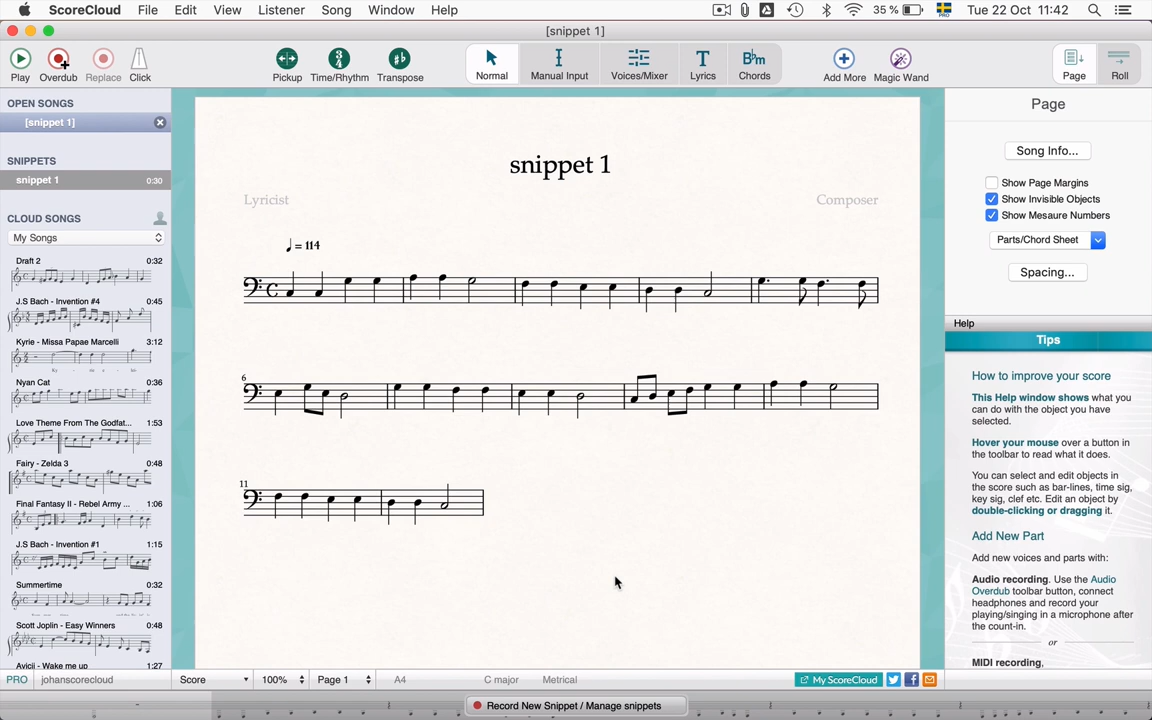 ScoreCloud File Edit View Listener Song Window Help 35 % PRO Tue 22 Oct 11:42
[snippet 1]
Play Overdub Replace Click Pickup Time/Rhythm Transpose Normal Manual Input Voices/Mixer Lyrics Chords Add More Magic Wand Page Roll
OPEN SONGS
[snippet 1]
SNIPPETS
snippet 1 0:30
CLOUD SONGS
My Songs
Draft 2 0:32
J.S Bach - Invention #4 0:45
Kyrie - Missa Papae Marcelli 3:12
Nyan Cat 0:36
Love Theme From The Godfat... 1:53
Fairy - Zelda 3 0:48
Final Fantasy II - Rebel Army ... 1:06
J.S Bach - Invention #1 1:15
Summertime 0:32
Scott Joplin - Easy Winners 0:48
Avicii - Wake me up 1:27
snippet 1
Lyricist Composer
= 114
6
11
Page
Song Info...
Show Page Margins
Show Invisible Objects
Show Mesaure Numbers
Parts/Chord Sheet
Spacing...
Help
Tips
How to improve your score
This Help window shows what you
can do with the object you have
selected.
Hover your mouse over a button in
the toolbar to read what it does.
You can select and edit objects in
the score such as bar-lines, time sig,
key sig, clef etc. Edit an object by
double-clicking or dragging it.
Add New Part
Add new voices and parts with:
Audio recording. Use the Audio
Overdub toolbar button, connect
headphones and record your
playing/singing in a microphone after
the count-in.
or
MIDI recording,
PRO johanscorecloud Score 100% Page 1 A4 C major Metrical My ScoreCloud
Record New Snippet / Manage snippets